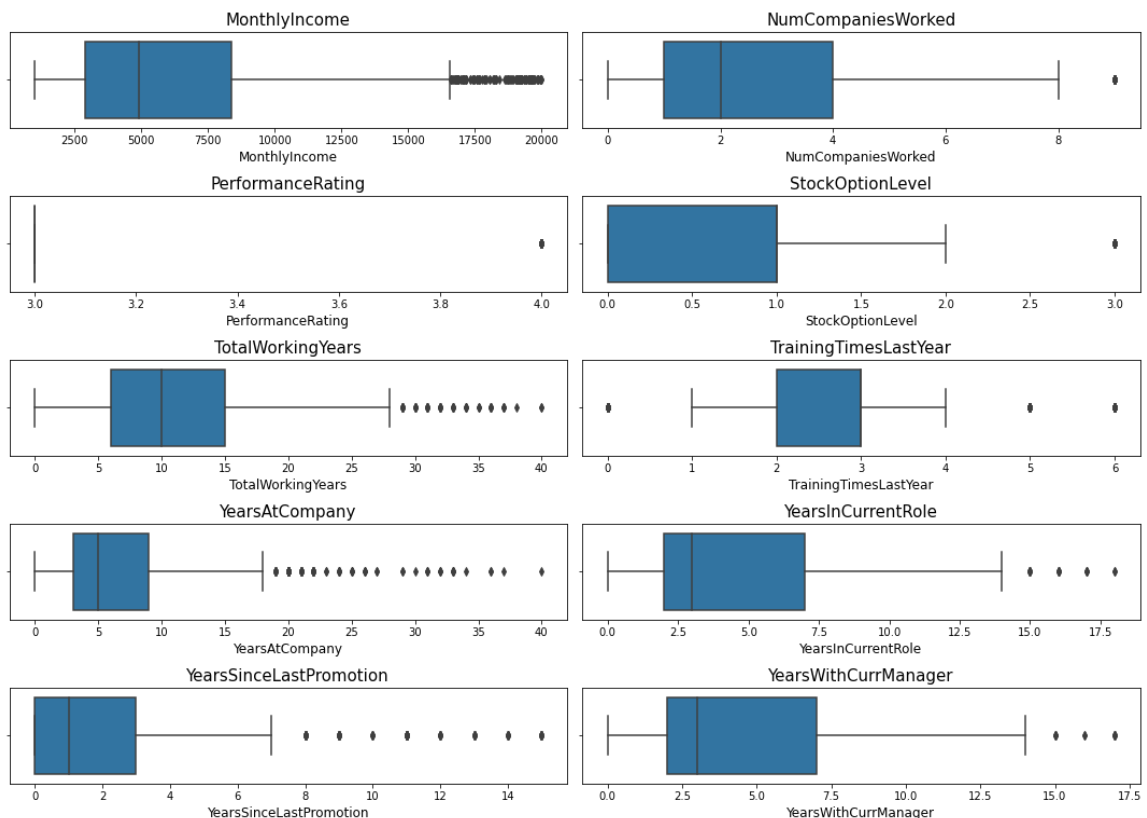 MonthlyIncome
2500 5000 7500 10000 12500 15000 17500 20000
MonthlyIncome
NumCompaniesWorked
0 2 4 6 8
NumCompaniesWorked
PerformanceRating
3.0 3.2 3.4 3.6 3.8 4.0
PerformanceRating
StockOptionLevel
0.0 0.5 1.0 1.5 2.0 2.5 3.0
StockOptionLevel
TotalWorkingYears
0 5 10 15 20 25 30 35 40
TotalWorkingYears
TrainingTimesLastYear
0 1 2 3 4 5 6
TrainingTimesLastYear
YearsAtCompany
0 5 10 15 20 25 30 35 40
YearsAtCompany
YearsInCurrentRole
0.0 2.5 5.0 7.5 10.0 12.5 15.0 17.5
YearsInCurrentRole
YearsSinceLastPromotion
0 2 4 6 8 10 12 14
YearsSinceLastPromotion
YearsWithCurrManager
0.0 2.5 5.0 7.5 10.0 12.5 15.0 17.5
YearsWithCurrManager